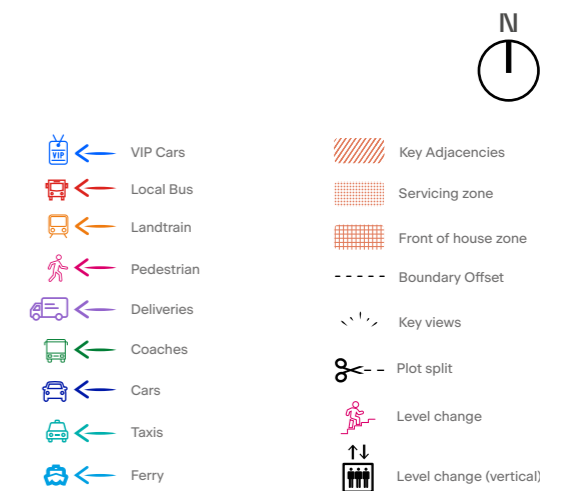 N
VIP
VIP Cars
Local Bus
Landtrain
Pedestrian
Deliveries
Coaches
Cars
Taxis
Ferry
Key Adjacencies
Servicing zone
Front of house zone
Boundary Offset
Key views
Plot split
Level change
Level change (vertical)